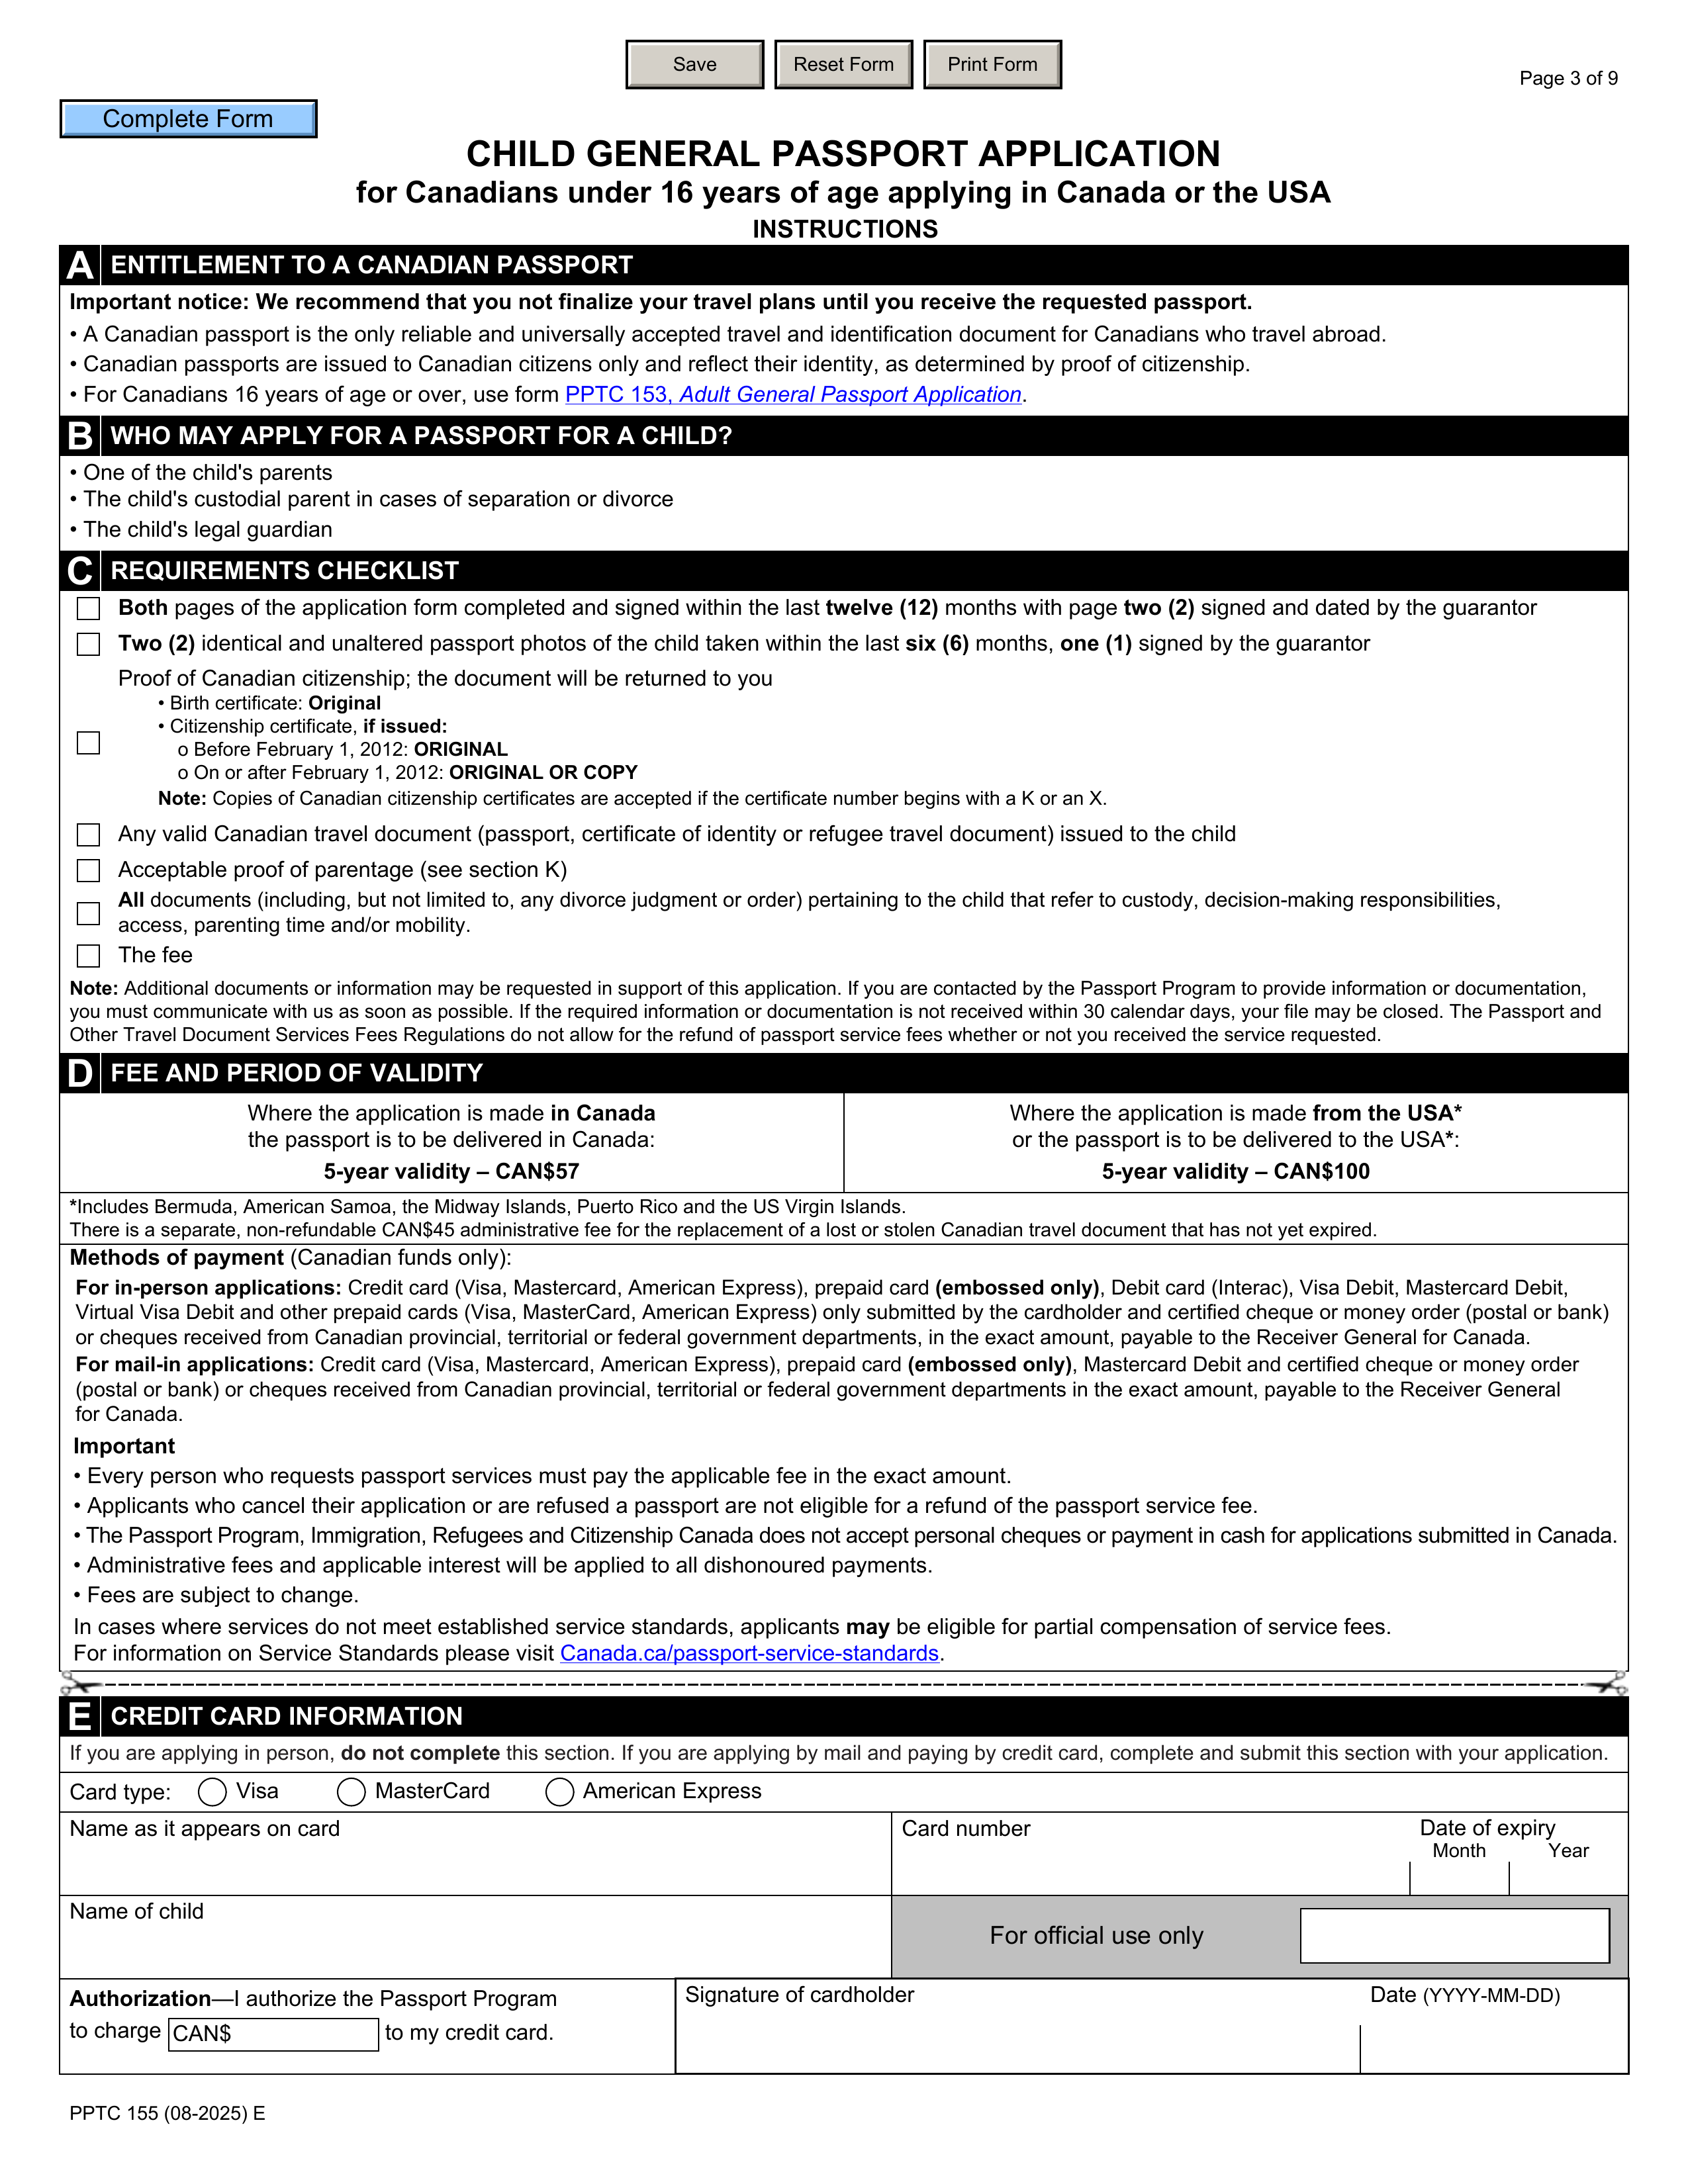 Save
Reset Form
Print Form
Page 3 of 9
Complete Form
CHILD GENERAL PASSPORT APPLICATION
for Canadians under 16 years of age applying in Canada or the USA
INSTRUCTIONS
A ENTITLEMENT TO A CANADIAN PASSPORT
Important notice: We recommend that you not finalize your travel plans until you receive the requested passport.
• A Canadian passport is the only reliable and universally accepted travel and identification document for Canadians who travel abroad.
• Canadian passports are issued to Canadian citizens only and reflect their identity, as determined by proof of citizenship.
• For Canadians 16 years of age or over, use form PPTC 153, Adult General Passport Application.
B WHO MAY APPLY FOR A PASSPORT FOR A CHILD?
• One of the child's parents
• The child's custodial parent in cases of separation or divorce
• The child's legal guardian
C REQUIREMENTS CHECKLIST
Both pages of the application form completed and signed within the last twelve (12) months with page two (2) signed and dated by the guarantor
Two (2) identical and unaltered passport photos of the child taken within the last six (6) months, one (1) signed by the guarantor
Proof of Canadian citizenship; the document will be returned to you
• Birth certificate: Original
• Citizenship certificate, if issued:
o Before February 1, 2012: ORIGINAL
o On or after February 1, 2012: ORIGINAL OR COPY
Note: Copies of Canadian citizenship certificates are accepted if the certificate number begins with a K or an X.
Any valid Canadian travel document (passport, certificate of identity or refugee travel document) issued to the child
Acceptable proof of parentage (see section K)
All documents (including, but not limited to, any divorce judgment or order) pertaining to the child that refer to custody, decision-making responsibilities,
access, parenting time and/or mobility.
The fee
Note: Additional documents or information may be requested in support of this application. If you are contacted by the Passport Program to provide information or documentation,
you must communicate with us as soon as possible. If the required information or documentation is not received within 30 calendar days, your file may be closed. The Passport and
Other Travel Document Services Fees Regulations do not allow for the refund of passport service fees whether or not you received the service requested.
D FEE AND PERIOD OF VALIDITY
Where the application is made in Canada
the passport is to be delivered in Canada:
5-year validity – CAN$57
Where the application is made from the USA*
or the passport is to be delivered to the USA*:
5-year validity – CAN$100
*Includes Bermuda, American Samoa, the Midway Islands, Puerto Rico and the US Virgin Islands.
There is a separate, non-refundable CAN$45 administrative fee for the replacement of a lost or stolen Canadian travel document that has not yet expired.
Methods of payment (Canadian funds only):
For in-person applications: Credit card (Visa, Mastercard, American Express), prepaid card (embossed only), Debit card (Interac), Visa Debit, Mastercard Debit,
Virtual Visa Debit and other prepaid cards (Visa, MasterCard, American Express) only submitted by the cardholder and certified cheque or money order (postal or bank)
or cheques received from Canadian provincial, territorial or federal government departments, in the exact amount, payable to the Receiver General for Canada.
For mail-in applications: Credit card (Visa, Mastercard, American Express), prepaid card (embossed only), Mastercard Debit and certified cheque or money order
(postal or bank) or cheques received from Canadian provincial, territorial or federal government departments in the exact amount, payable to the Receiver General
for Canada.
Important
• Every person who requests passport services must pay the applicable fee in the exact amount.
• Applicants who cancel their application or are refused a passport are not eligible for a refund of the passport service fee.
• The Passport Program, Immigration, Refugees and Citizenship Canada does not accept personal cheques or payment in cash for applications submitted in Canada.
• Administrative fees and applicable interest will be applied to all dishonoured payments.
• Fees are subject to change.
In cases where services do not meet established service standards, applicants may be eligible for partial compensation of service fees.
For information on Service Standards please visit Canada.ca/passport-service-standards.
E CREDIT CARD INFORMATION
If you are applying in person, do not complete this section. If you are applying by mail and paying by credit card, complete and submit this section with your application.
Card type: Visa MasterCard American Express
Name as it appears on card
Card number
Date of expiry
Month Year
Name of child
For official use only
Authorization—I authorize the Passport Program
to charge CAN$ to my credit card.
Signature of cardholder
Date (YYYY-MM-DD)
PPTC 155 (08-2025) E